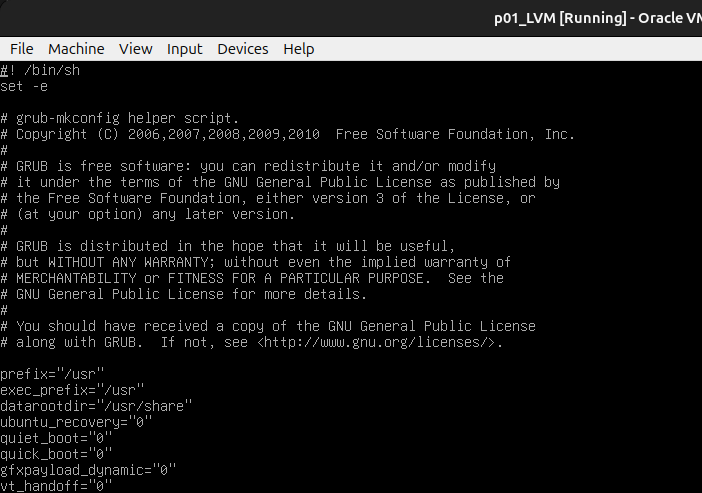 p01_LVM [Running] - Oracle VM
File Machine View Input Devices Help
#! /bin/sh
set -e

# grub-mkconfig helper script.
# Copyright (C) 2006,2007,2008,2009,2010  Free Software Foundation, Inc.
#
# GRUB is free software: you can redistribute it and/or modify
# it under the terms of the GNU General Public License as published by
# the Free Software Foundation, either version 3 of the License, or
# (at your option) any later version.
#
# GRUB is distributed in the hope that it will be useful,
# but WITHOUT ANY WARRANTY; without even the implied warranty of
# MERCHANTABILITY or FITNESS FOR A PARTICULAR PURPOSE.  See the
# GNU General Public License for more details.
#
# You should have received a copy of the GNU General Public License
# along with GRUB.  If not, see <http://www.gnu.org/licenses/>.

prefix="/usr"
exec_prefix="/usr"
datarootdir="/usr/share"
ubuntu_recovery="0"
quiet_boot="0"
quick_boot="0"
gfxpayload_dynamic="0"
vt_handoff="0"